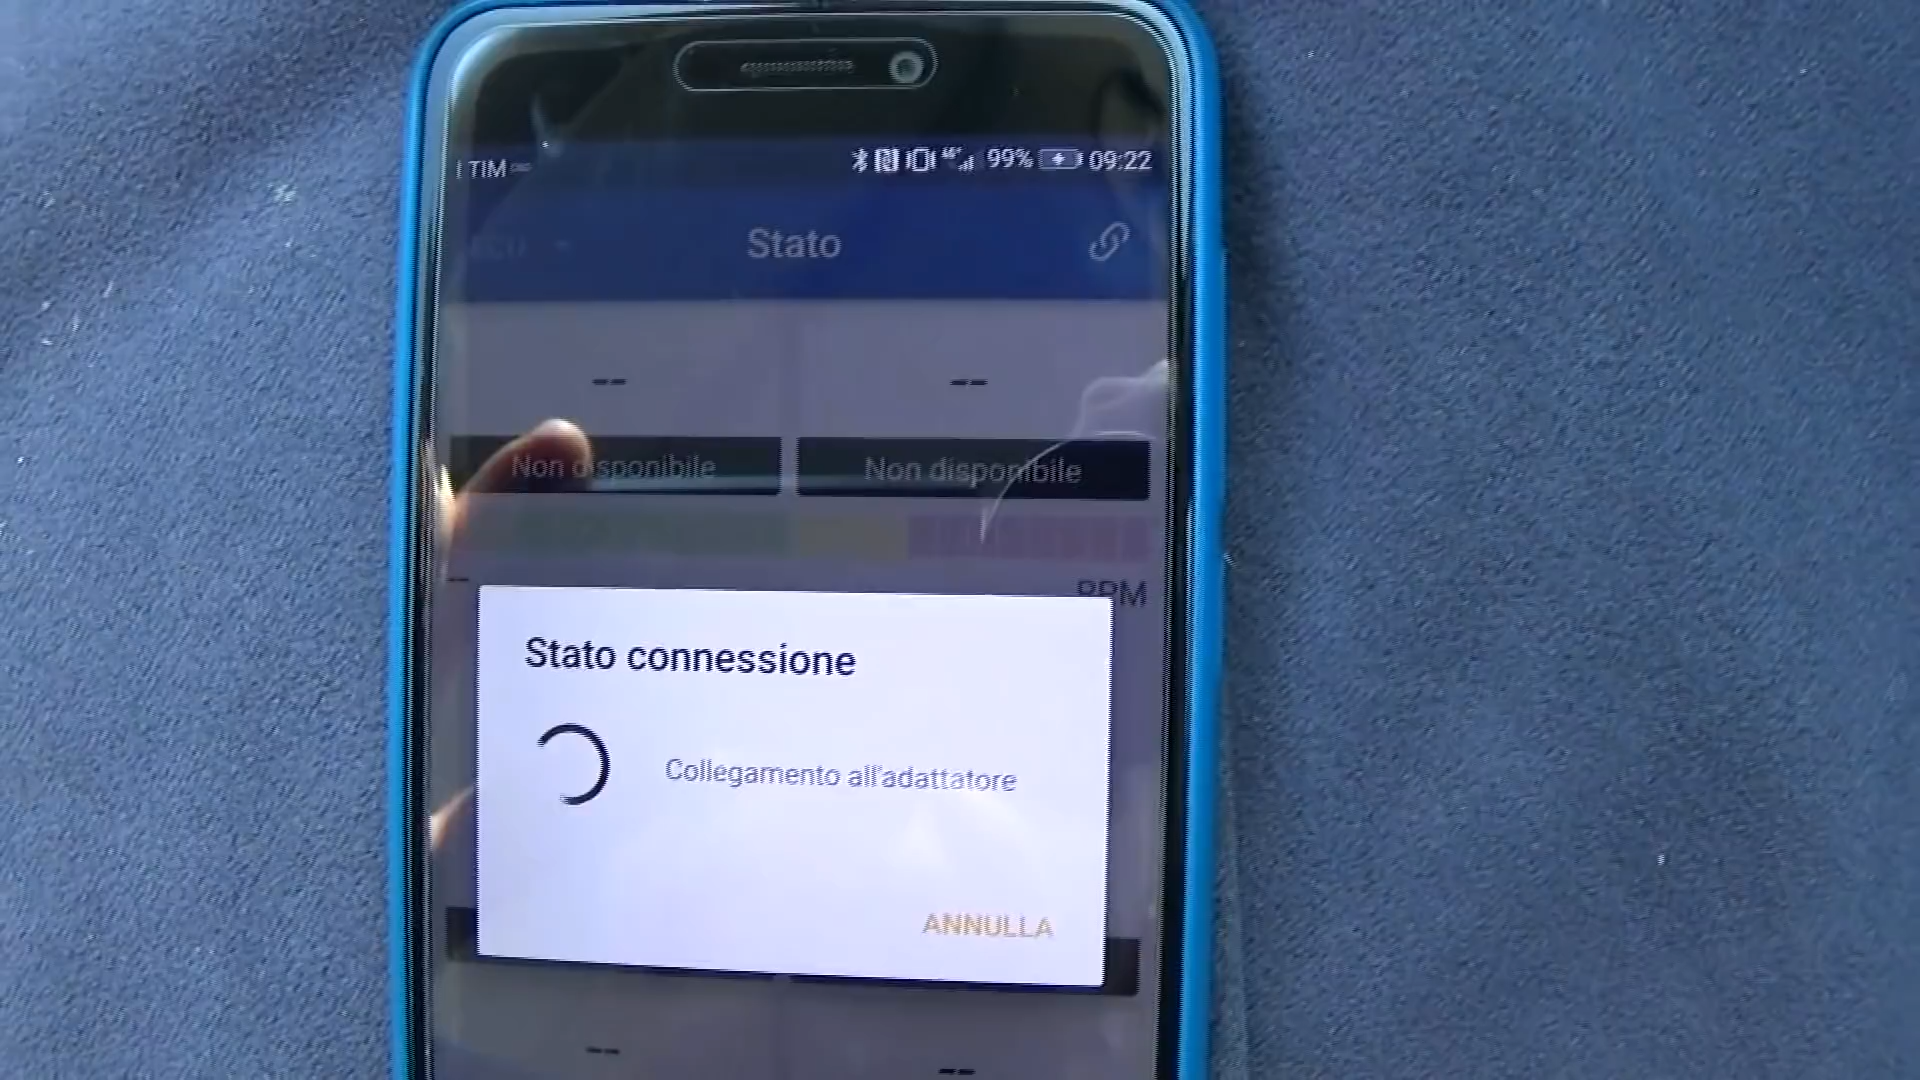 I TIM
99% 09:22
Stato
--
--
Non disponibile
Non disponibile
--
RPM
Stato connessione
Collegamento all'adattatore
ANNULLA
--
--